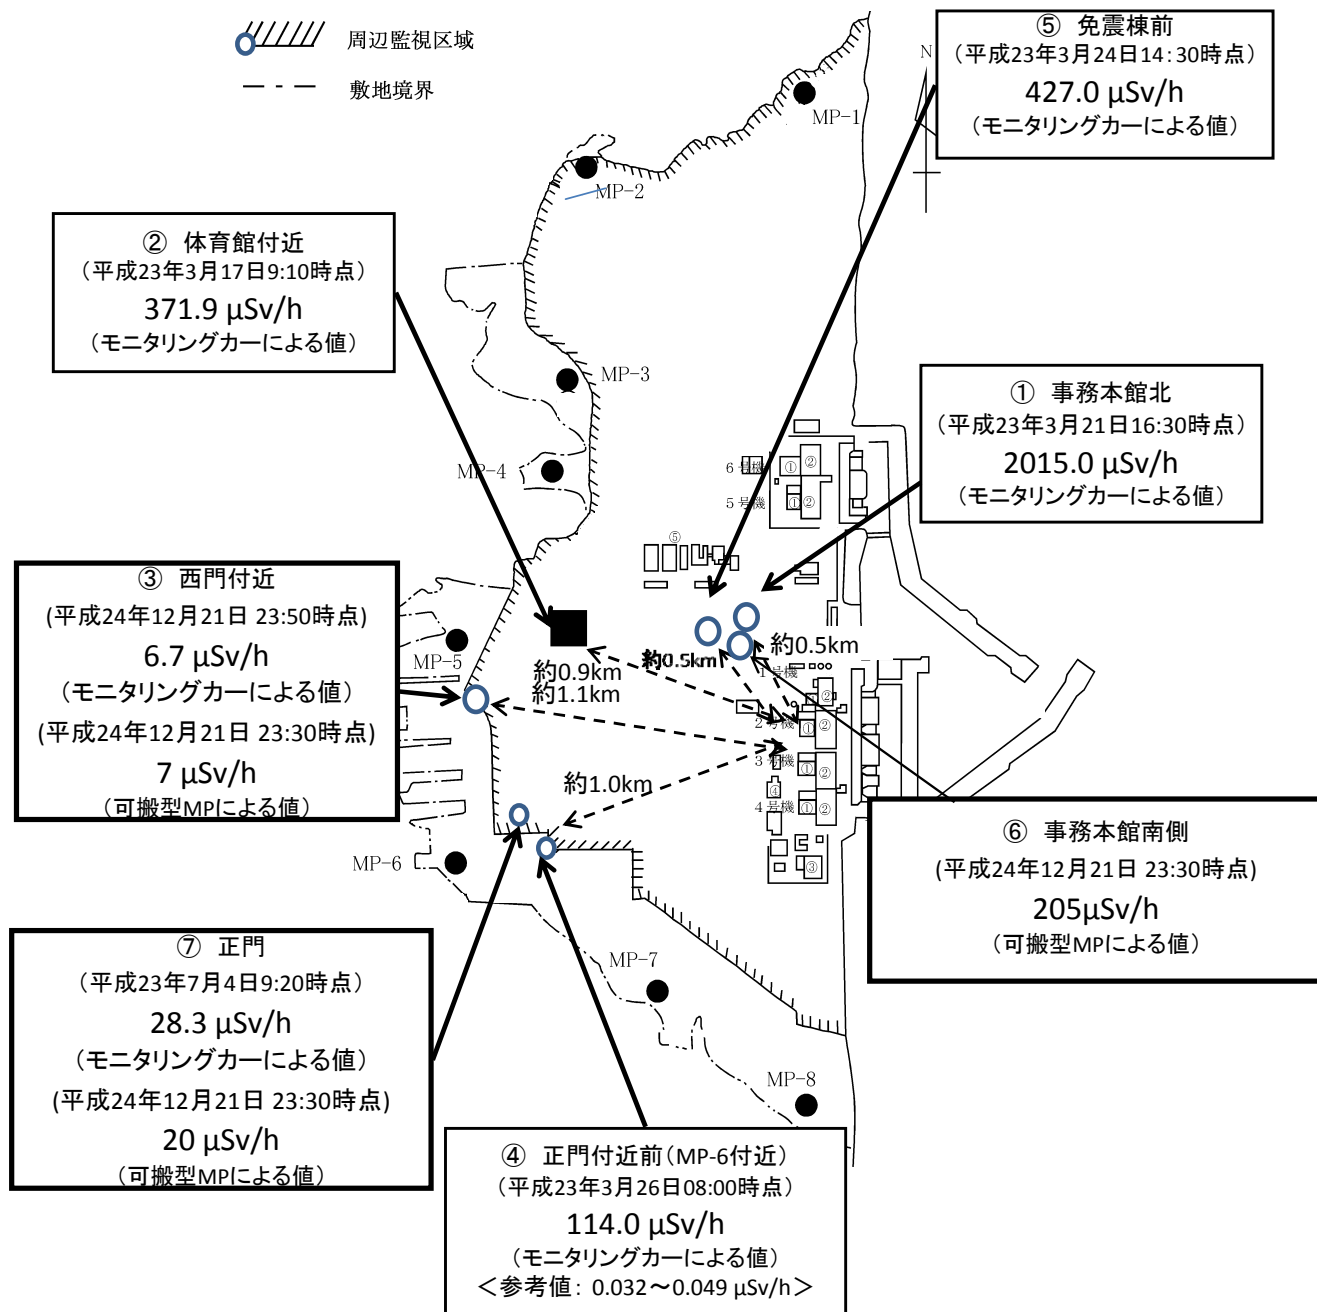 周辺監視区域
敷地境界
⑤ 免震棟前
（平成23年3月24日14:30時点）
427.0 μSv/h
（モニタリングカーによる値）
N
MP-1
MP-2
② 体育館付近
（平成23年3月17日9:10時点）
371.9 μSv/h
（モニタリングカーによる値）
MP-3
① 事務本館北
（平成23年3月21日16:30時点）
2015.0 μSv/h
（モニタリングカーによる値）
MP-4
6号機
① ②
5号機
① ②
⑤
③ 西門付近
(平成24年12月21日 23:50時点)
6.7 μSv/h
（モニタリングカーによる値）
(平成24年12月21日 23:30時点)
7 μSv/h
（可搬型MPによる値）
MP-5
約0.9km
約1.1km
約0.5km
約0.5km
1号機
②
2号機
① ②
3号機
① ②
④
4号機
① ②
③
約1.0km
MP-6
⑥ 事務本館南側
(平成24年12月21日 23:30時点)
205μSv/h
（可搬型MPによる値）
⑦ 正門
（平成23年7月4日9:20時点）
28.3 μSv/h
（モニタリングカーによる値）
(平成24年12月21日 23:30時点)
20 μSv/h
（可搬型MPによる値）
MP-7
MP-8
④ 正門付近前（MP-6付近）
（平成23年3月26日08:00時点）
114.0 μSv/h
（モニタリングカーによる値）
＜参考値: 0.032～0.049 μSv/h＞